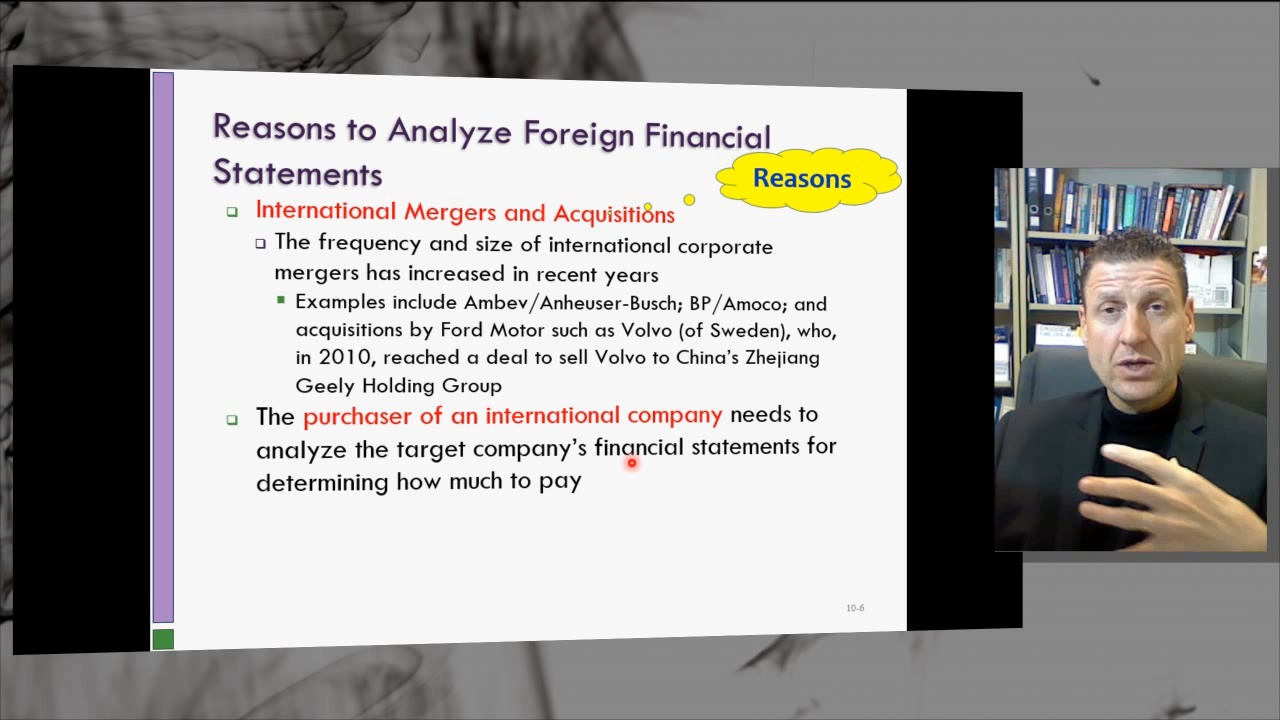 Reasons to Analyze Foreign Financial
Statements
Reasons
International Mergers and Acquisitions
The frequency and size of international corporate
mergers has increased in recent years
Examples include Ambev/Anheuser-Busch; BP/Amoco; and
acquisitions by Ford Motor such as Volvo (of Sweden), who,
in 2010, reached a deal to sell Volvo to China's Zhejiang
Geely Holding Group
The purchaser of an international company needs to
analyze the target company's financial statements for
determining how much to pay
10-6